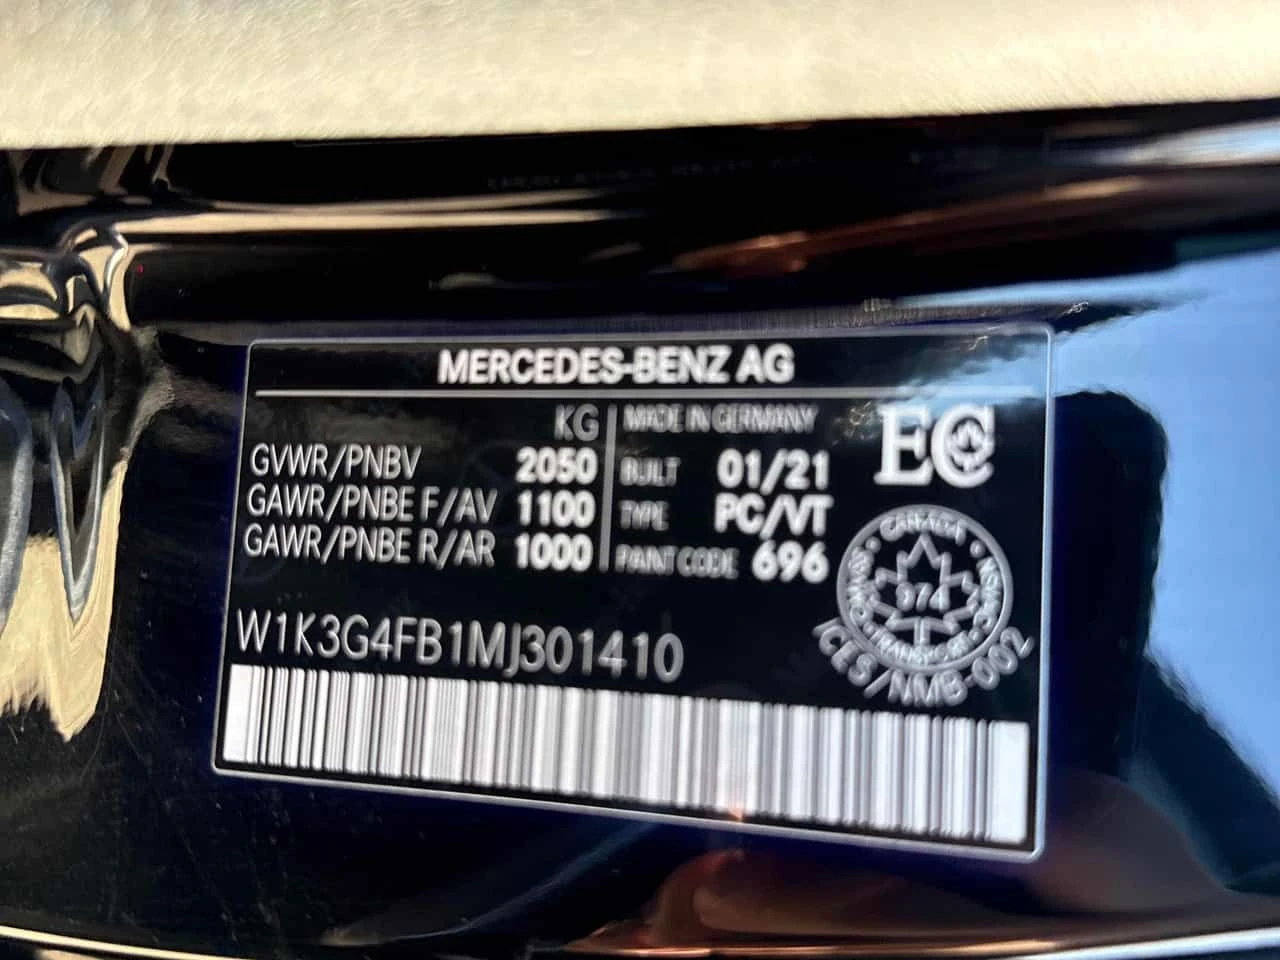 MERCEDES-BENZ AG
KG
GVWR/PNBV 2050
GAWR/PNBE F/AV 1100
GAWR/PNBE R/AR 1000
MADE IN GERMANY
BUILT 01/21
TYPE PC/VT
PAINT CODE 696
EC
CANADA
974
TRANSPORT
ICES/NMB-002
W1K3G4FB1MJ301410